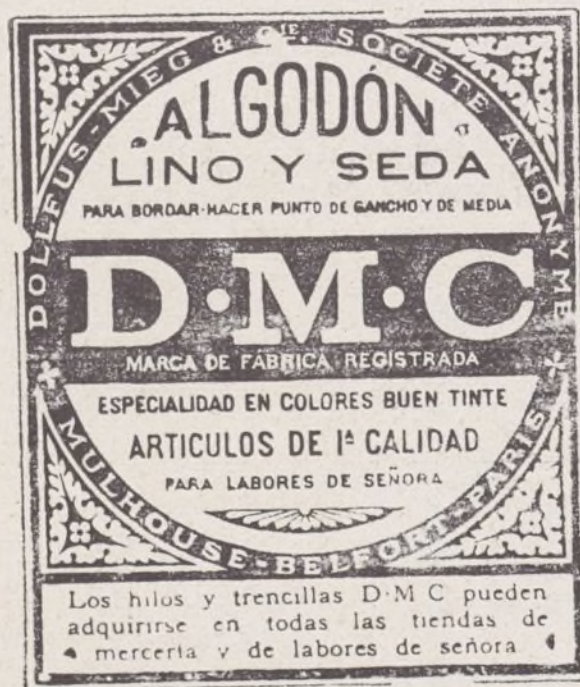 DOLLFUS-MIEG & CIE. SOCIÉTÉ ANONYME
ALGODÓN
LINO Y SEDA
PARA BORDAR-HACER PUNTO DE GANCHO Y DE MEDIA
D·M·C
MARCA DE FÁBRICA REGISTRADA
ESPECIALIDAD EN COLORES BUEN TINTE
ARTICULOS DE 1ª CALIDAD
PARA LABORES DE SEÑORA
MULHOUSE-BELFORT-PARIS
Los hilos y trencillas D·M C pueden
adquirirse en todas las tiendas de
mercería y de labores de señora